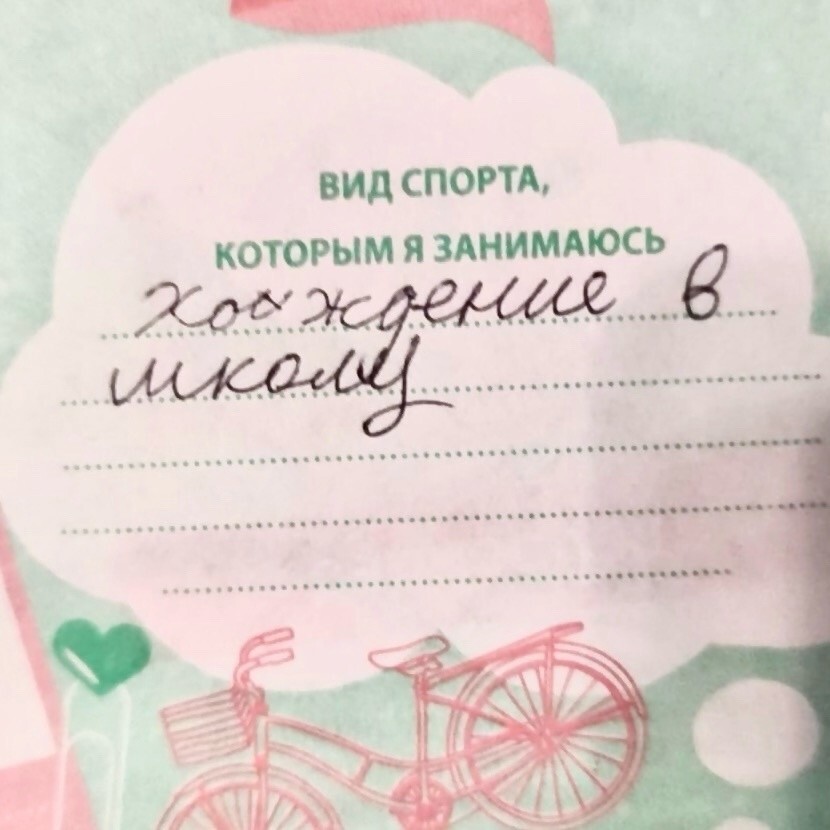 ВИД СПОРТА,
КОТОРЫМ Я ЗАНИМАЮСЬ
хождение в
школу